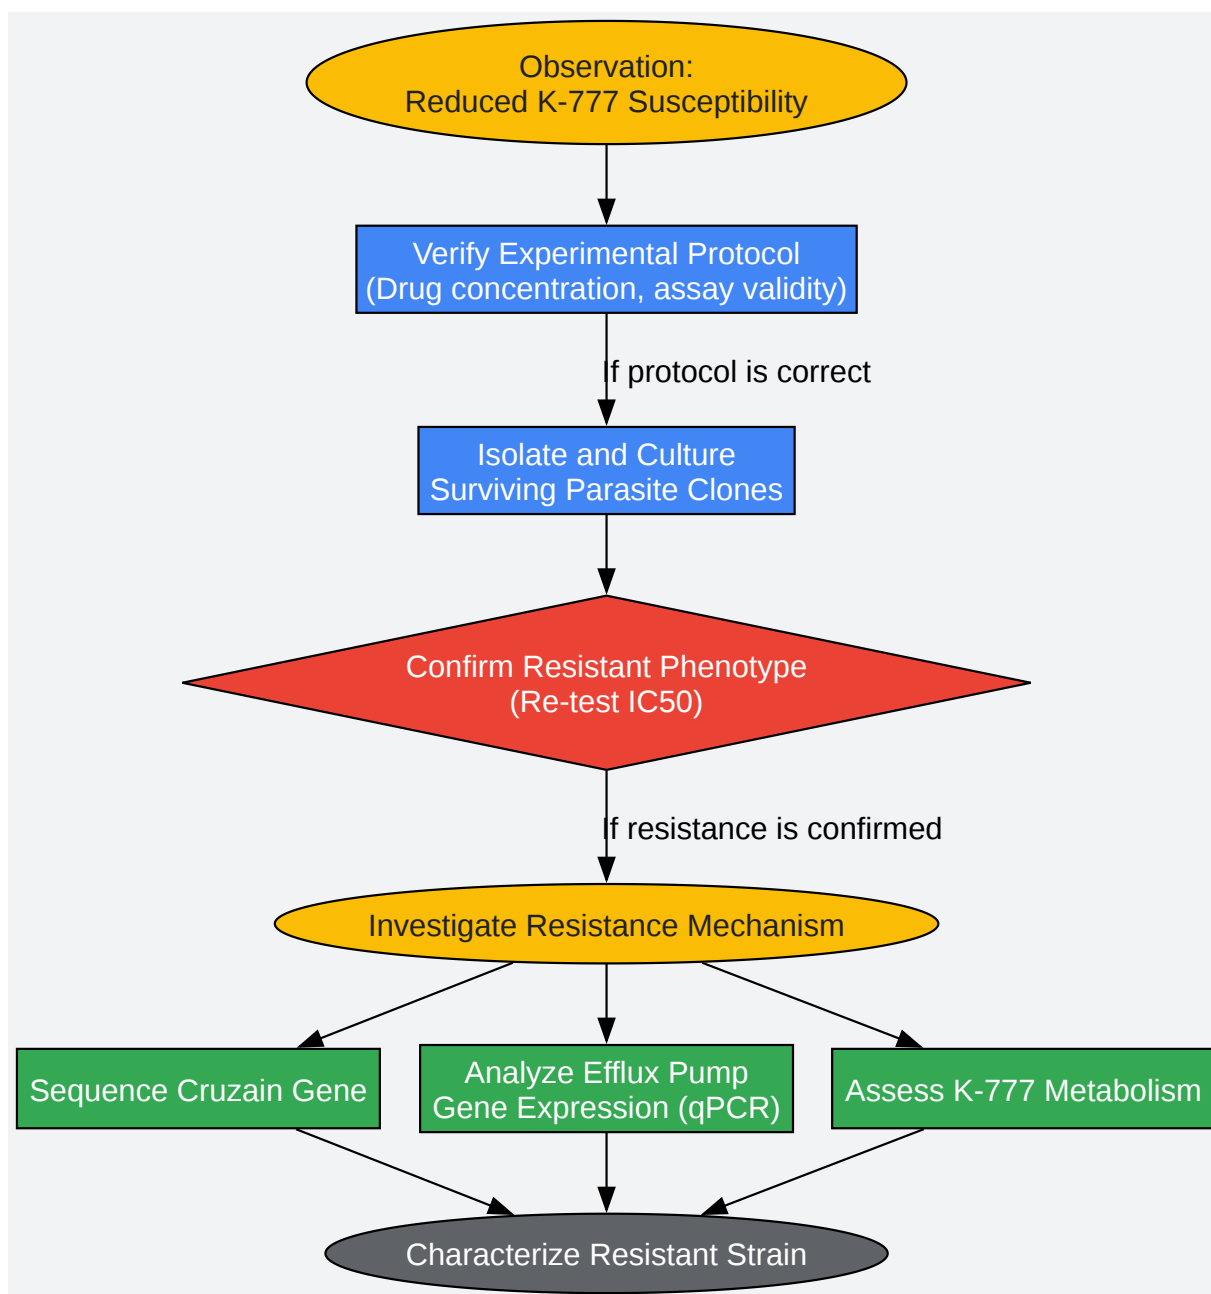 Observation:
Reduced K-777 Susceptibility
Verify Experimental Protocol
(Drug concentration, assay validity)
If protocol is correct
Isolate and Culture
Surviving Parasite Clones
Confirm Resistant Phenotype
(Re-test IC50)
If resistance is confirmed
Investigate Resistance Mechanism
Sequence Cruzain Gene
Analyze Efflux Pump
Gene Expression (qPCR)
Assess K-777 Metabolism
Characterize Resistant Strain